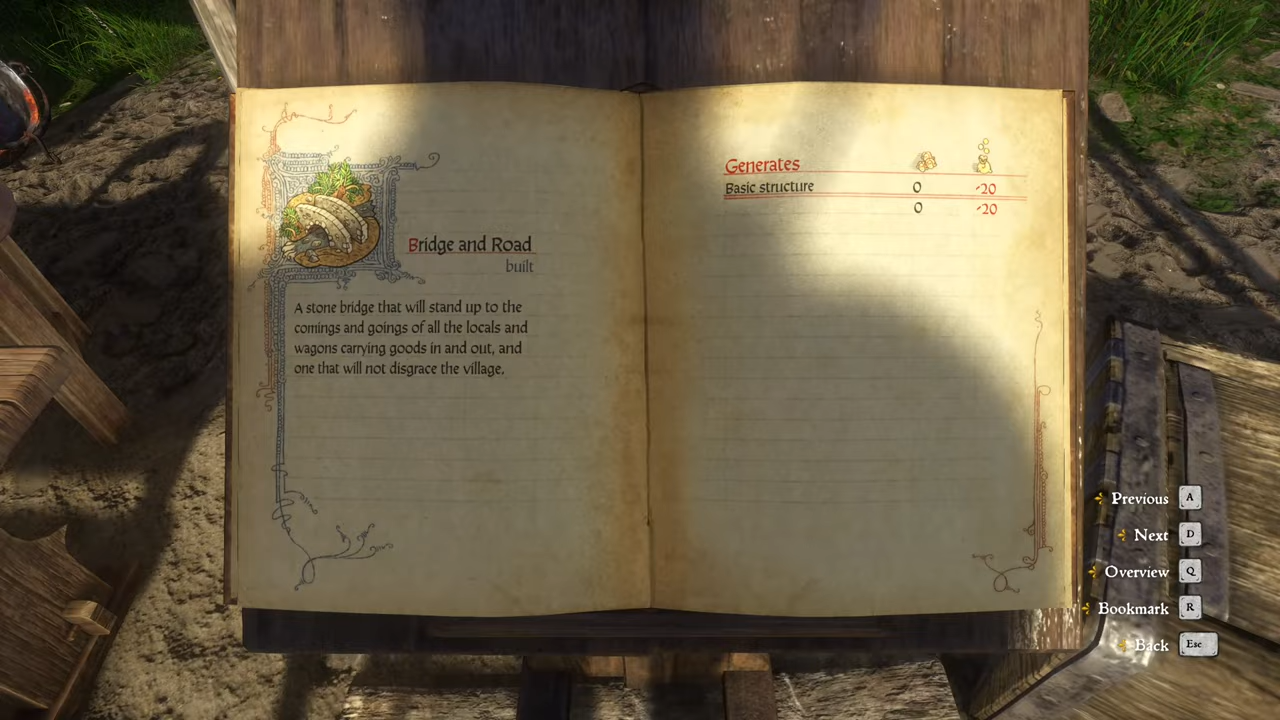 Bridge and Road
built
A stone bridge that will stand up to the
comings and goings of all the locals and
wagons carrying goods in and out, and
one that will not disgrace the village.
Generates
Basic structure 0 -20
0 -20
Previous A
Next D
Overview Q
Bookmark R
Back Esc